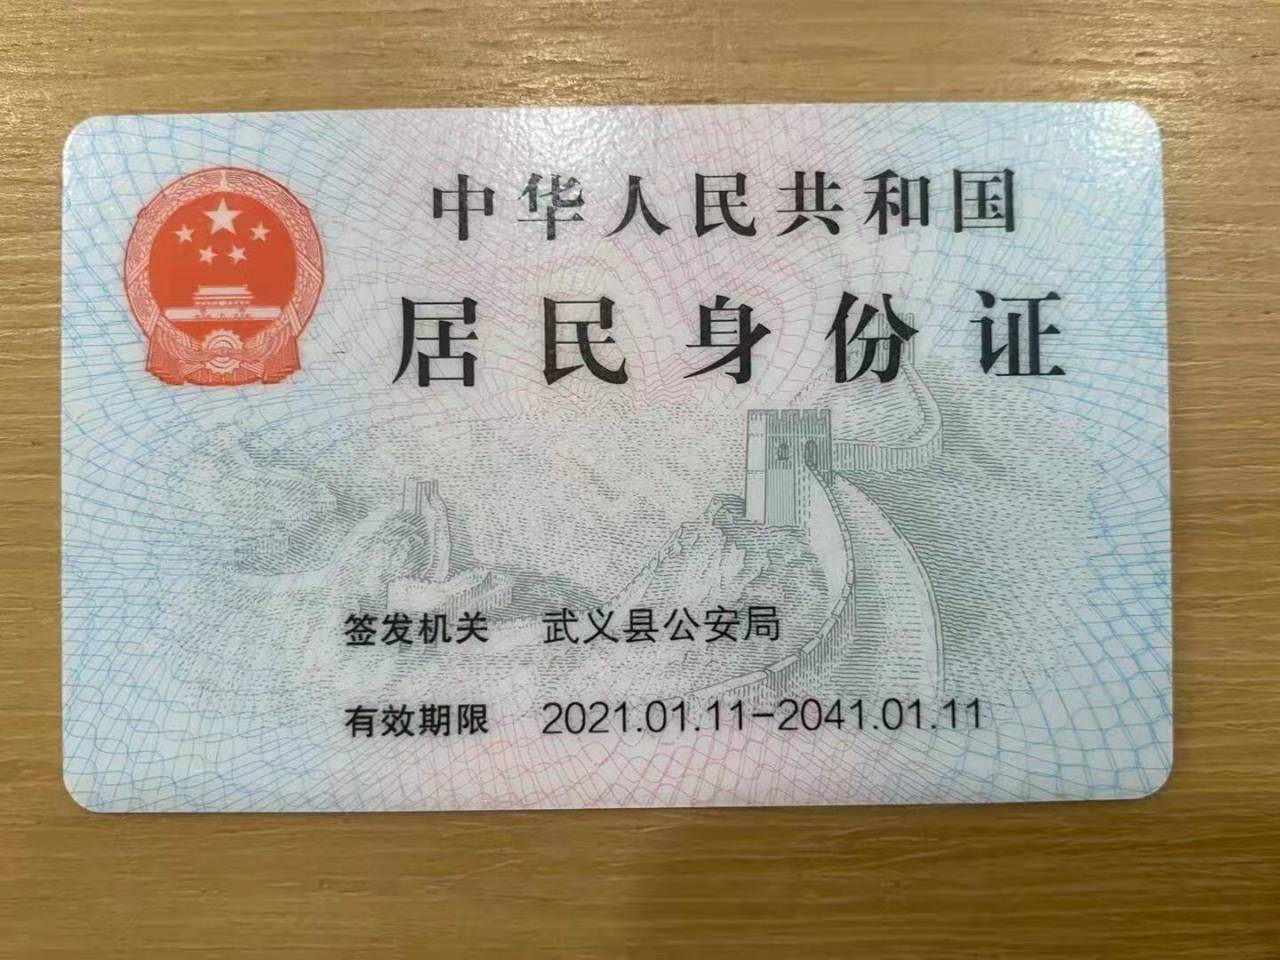 中华人民共和国
居民身份证
签发机关 武义县公安局
有效期限 2021.01.11-2041.01.11